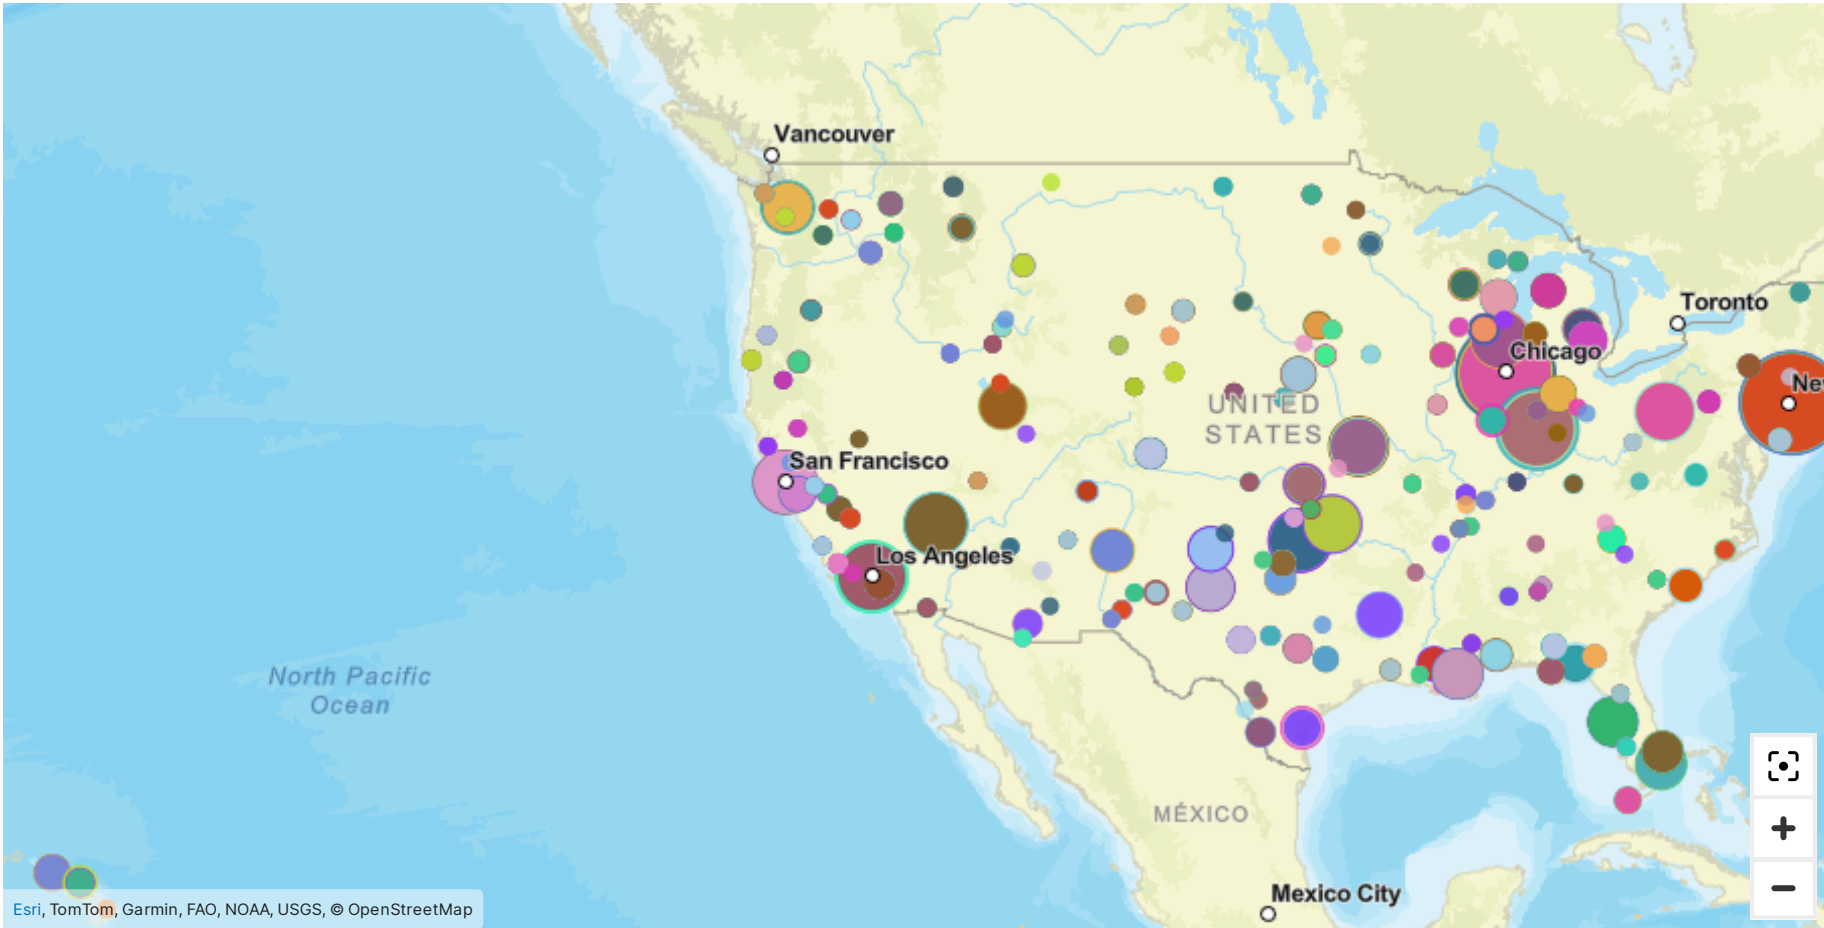 Vancouver
Toronto
Chicago
Ne
UNITED
STATES
San Francisco
Los Angeles
North Pacific
Ocean
MÉXICO
Mexico City
Esri, TomTom, Garmin, FAO, NOAA, USGS, © OpenStreetMap